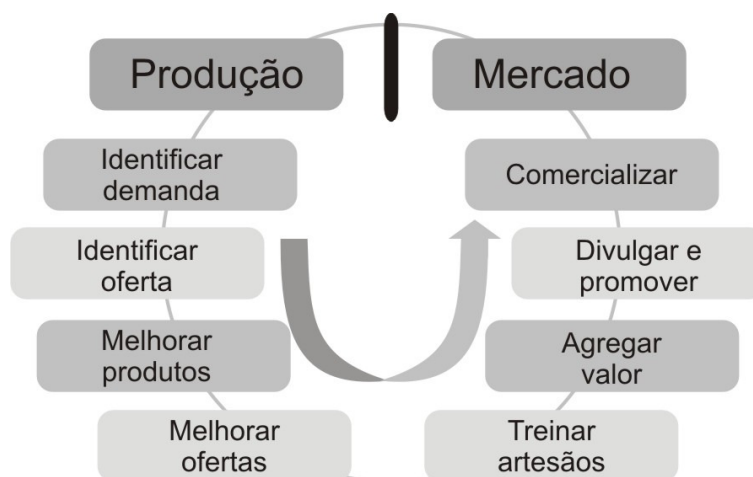 Produção
Mercado
Identificar
demanda
Comercializar
Identificar
oferta
Divulgar e
promover
Melhorar
produtos
Agregar
valor
Melhorar
ofertas
Treinar
artesãos